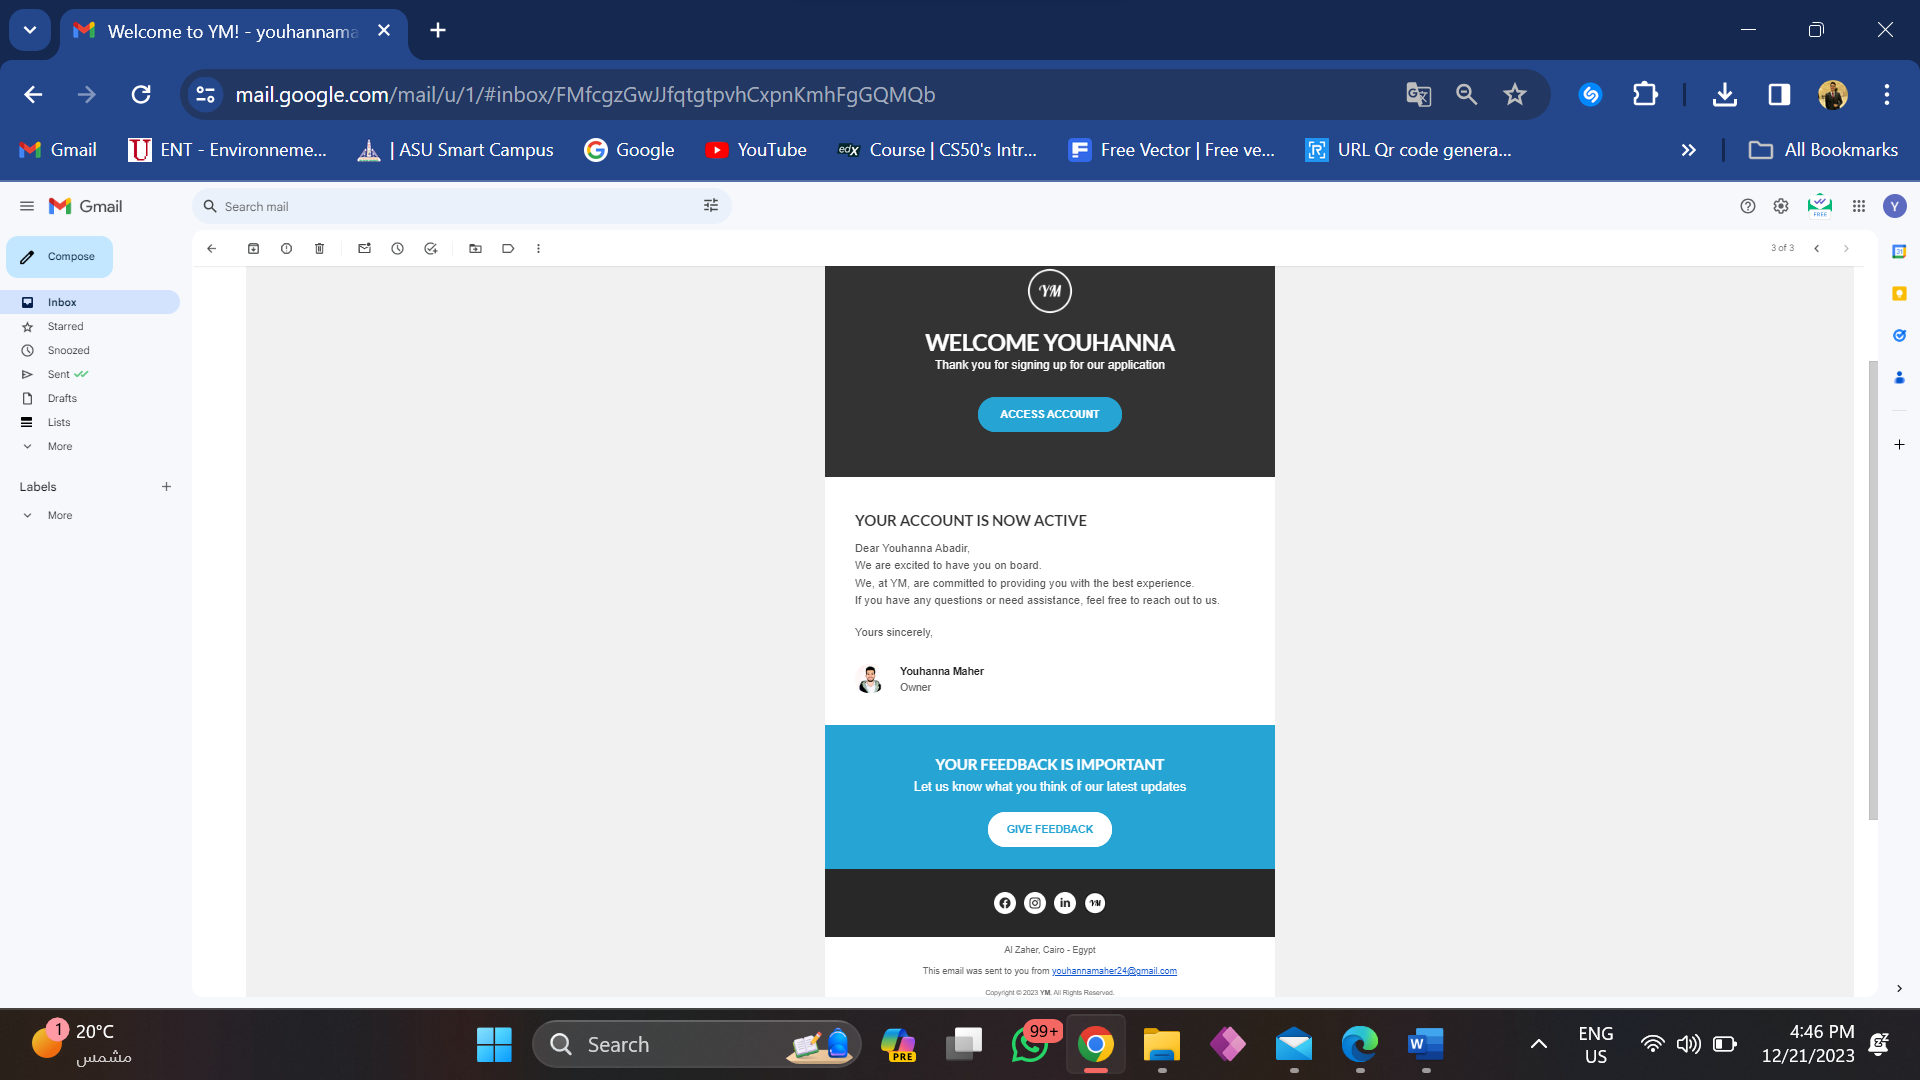 Welcome to YM! - youhannama
mail.google.com/mail/u/1/#inbox/FMfcgzGwJJfqtgtpvhCxpnKmhFgGQMQb
Gmail
ENT - Environneme...
| ASU Smart Campus
Google
YouTube
edX
Course | CS50's Intr...
Free Vector | Free ve...
URL Qr code genera...
All Bookmarks
Gmail
Search mail
FREE
Y
Compose
3 of 3
Inbox
Starred
Snoozed
Sent
Drafts
Lists
More
Labels
More
YM
WELCOME YOUHANNA
Thank you for signing up for our application
ACCESS ACCOUNT
YOUR ACCOUNT IS NOW ACTIVE
Dear Youhanna Abadir,
We are excited to have you on board.
We, at YM, are committed to providing you with the best experience.
If you have any questions or need assistance, feel free to reach out to us.
Yours sincerely,
Youhanna Maher
Owner
YOUR FEEDBACK IS IMPORTANT
Let us know what you think of our latest updates
GIVE FEEDBACK
in
YM
Al Zaher, Cairo - Egypt
This email was sent to you from youhannamaher24@gmail.com
Copyright © 2023 YM, All Rights Reserved.
1
20°C
مشمس
Search
PRE
99+
W
ENG
US
4:46 PM
12/21/2023